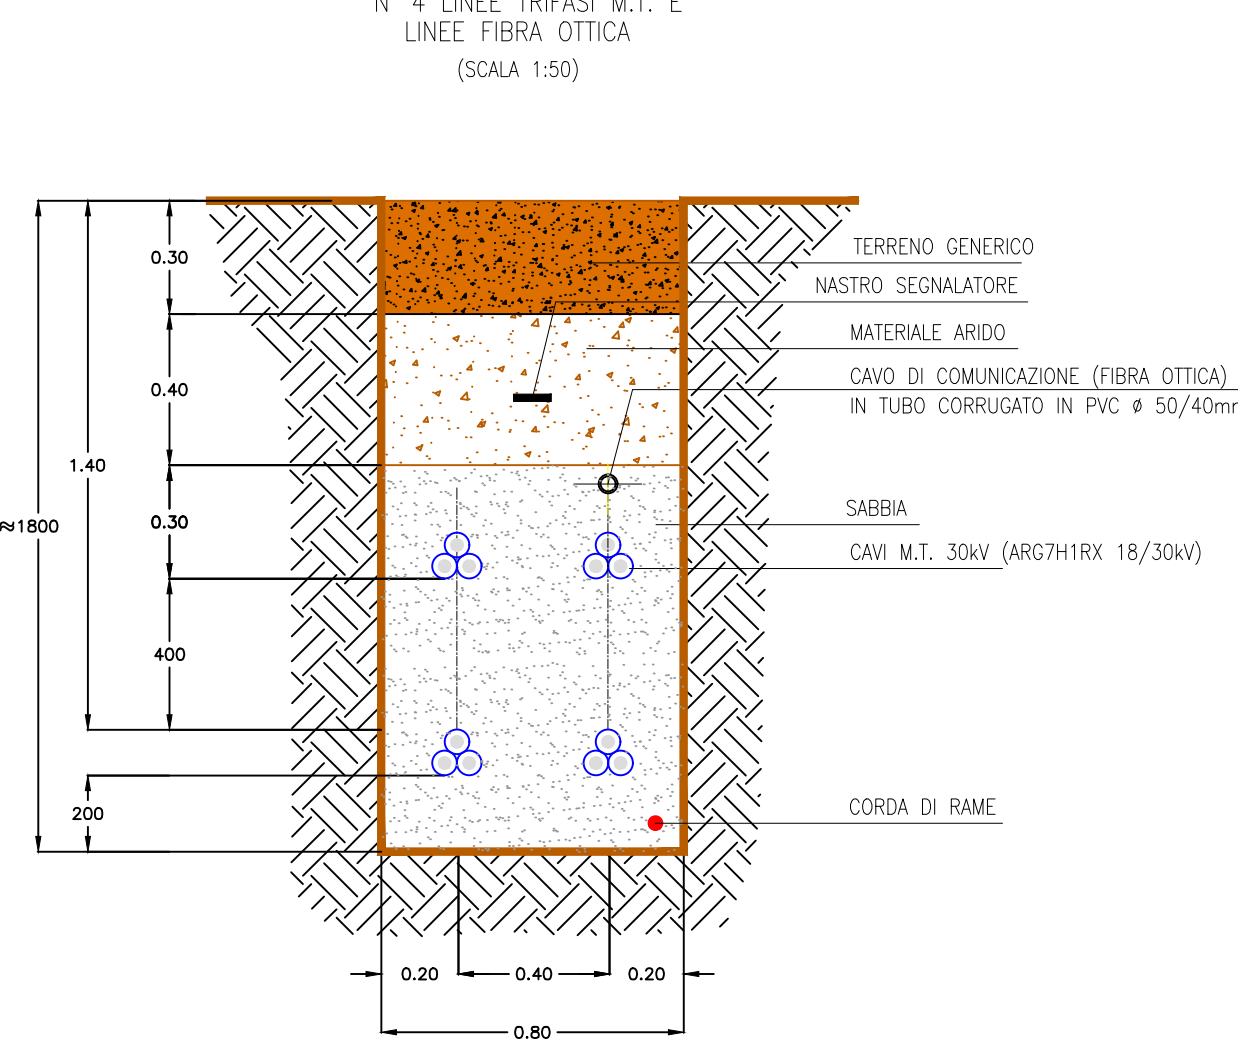 N° 4 LINEE TRIFASI M.T. E
LINEE FIBRA OTTICA
(SCALA 1:50)
TERRENO GENERICO
NASTRO SEGNALATORE
MATERIALE ARIDO
CAVO DI COMUNICAZIONE (FIBRA OTTICA)
IN TUBO CORRUGATO IN PVC ø 50/40mm
SABBIA
CAVI M.T. 30kV (ARG7H1RX 18/30kV)
CORDA DI RAME
0.30
0.40
1.40
0.30
≈1800
400
200
0.20
0.40
0.20
0.80